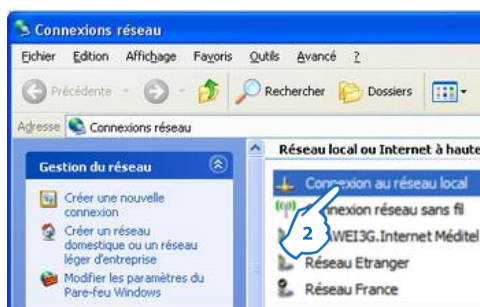 Connexions réseau
Fichier Edition Affichage Favoris Outils Avancé ?
Précédente Rechercher Dossiers
Adresse Connexions réseau
Réseau local ou Internet à haute
Gestion du réseau
Connexion au réseau local
Créer une nouvelle
connexion
nnexion réseau sans fil
Créer un réseau
domestique ou un réseau
léger d'entreprise
2
WEI3G.Internet Méditel
Réseau Etranger
Modifier les paramètres du
Pare-feu Windows
Réseau France